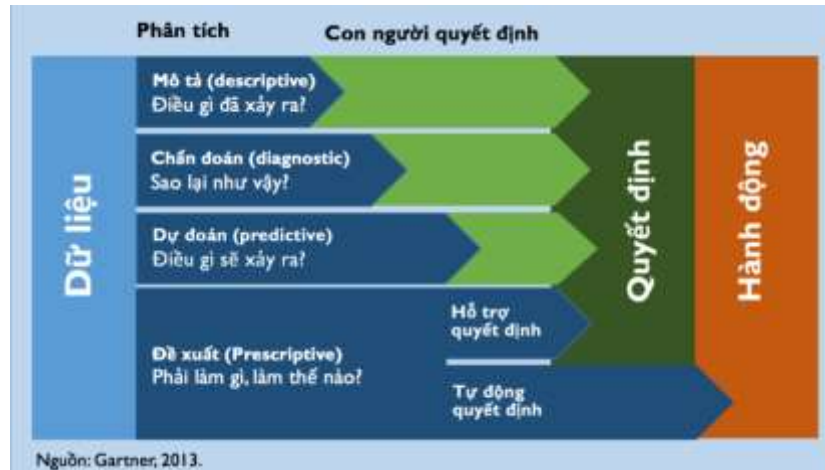 Phân tích
Con người quyết định
Dữ liệu
Mô tả (descriptive)
Điều gì đã xảy ra?
Chẩn đoán (diagnostic)
Sao lại như vậy?
Dự đoán (predictive)
Điều gì sẽ xảy ra?
Đề xuất (Prescriptive)
Phải làm gì, làm thế nào?
Hỗ trợ
quyết định
Tự động
quyết định
Quyết định
Hành động
Nguồn: Gartner, 2013.